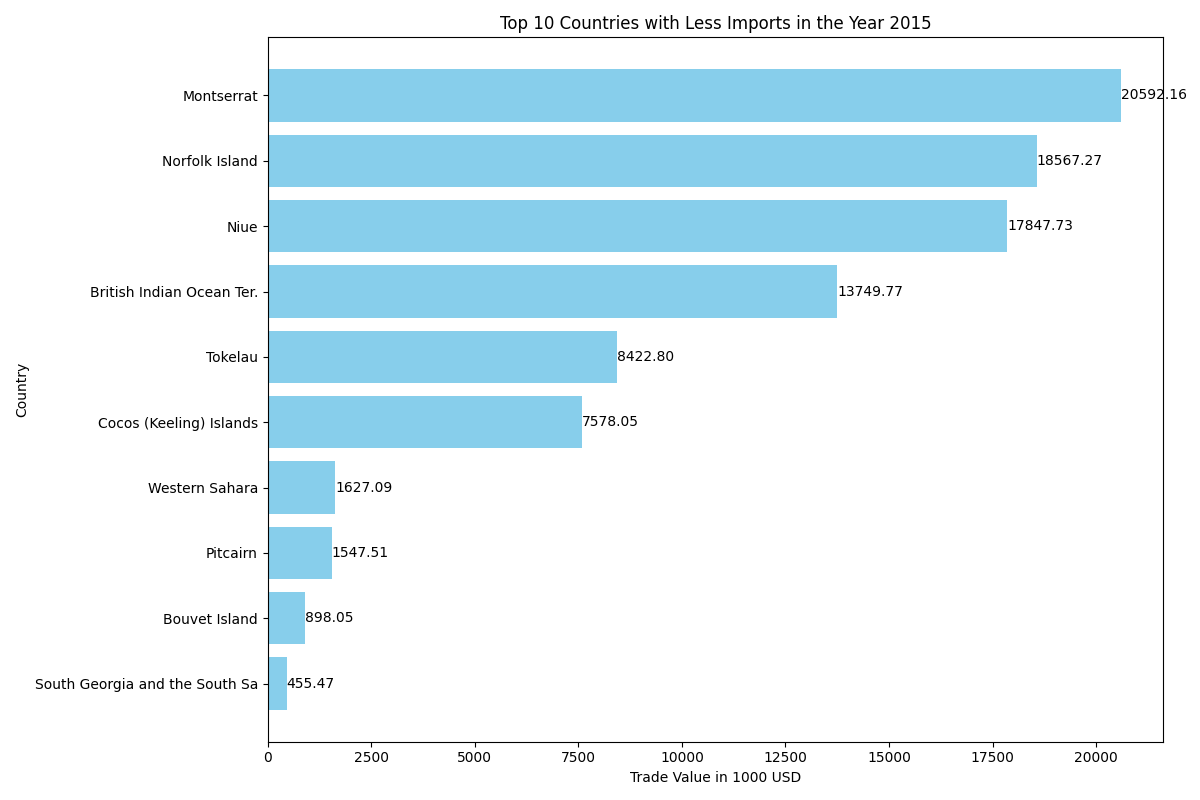 Top 10 Countries with Less Imports in the Year 2015
Country
Montserrat 20592.16
Norfolk Island 18567.27
Niue 17847.73
British Indian Ocean Ter. 13749.77
Tokelau 8422.80
Cocos (Keeling) Islands 7578.05
Western Sahara 1627.09
Pitcairn 1547.51
Bouvet Island 898.05
South Georgia and the South Sa 455.47
0 2500 5000 7500 10000 12500 15000 17500 20000
Trade Value in 1000 USD